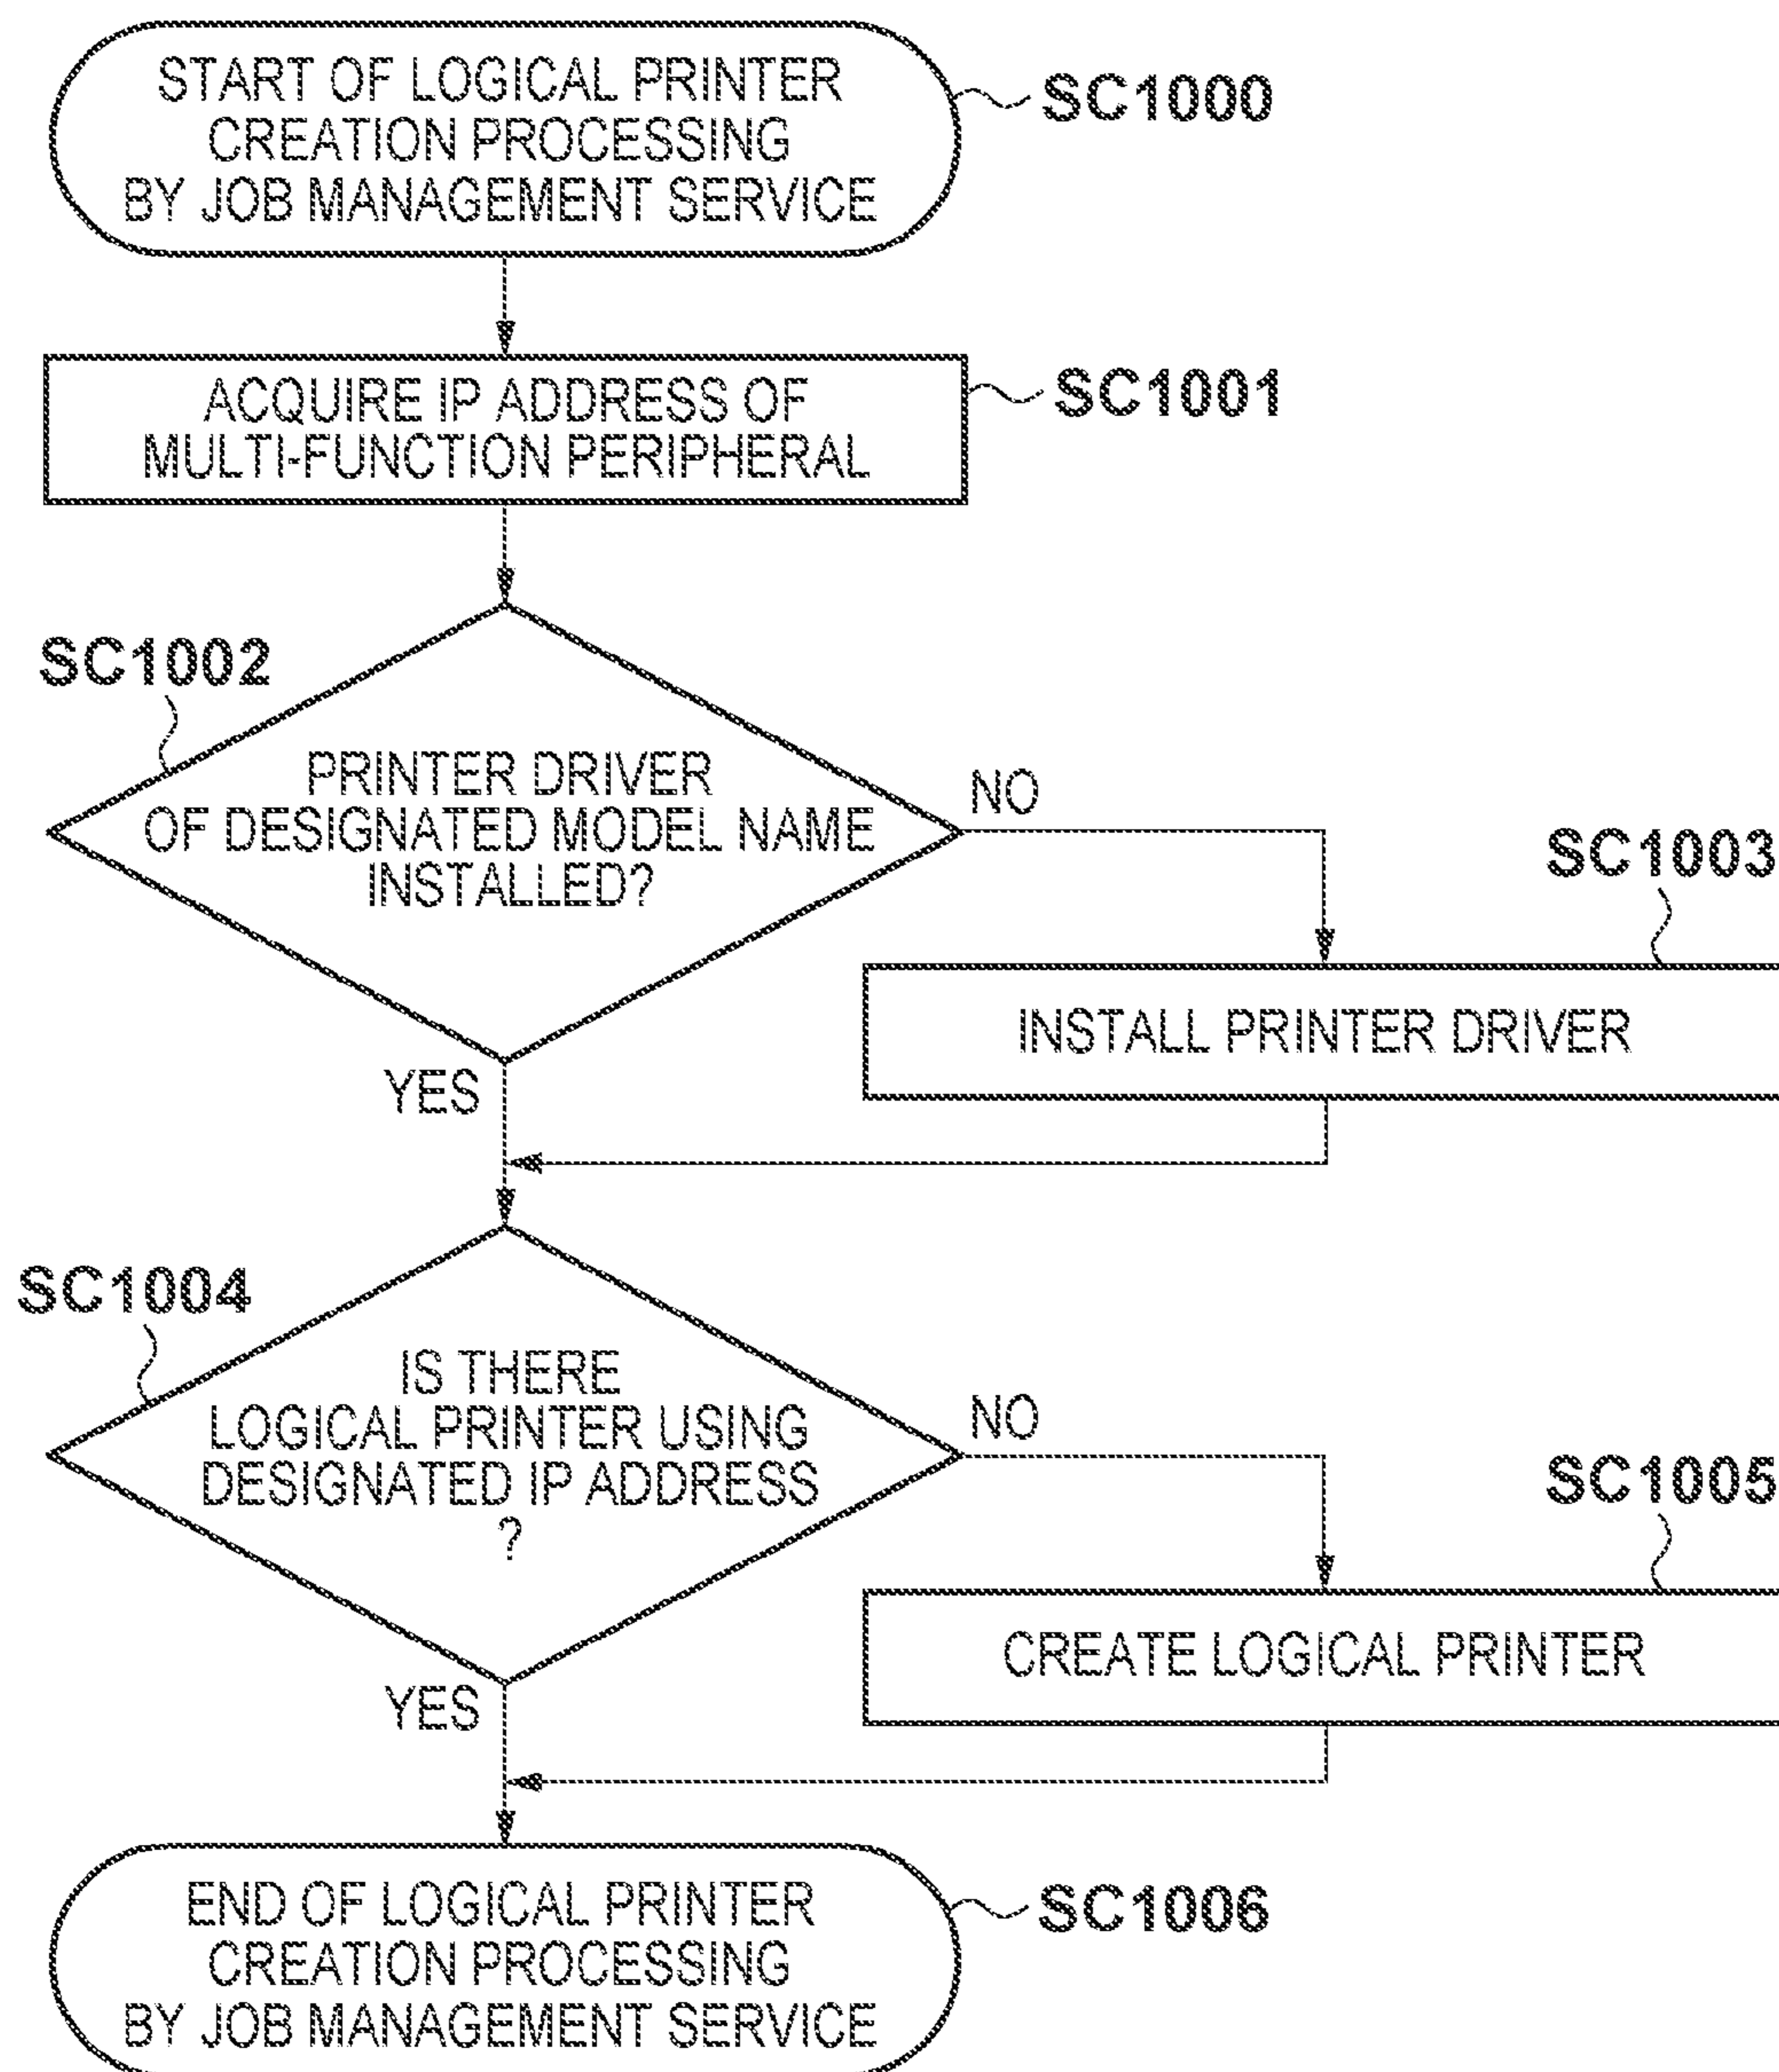 START OF LOGICAL PRINTER
CREATION PROCESSING
BY JOB MANAGEMENT SERVICE
SC1000
ACQUIRE IP ADDRESS OF
MULTI-FUNCTION PERIPHERAL
SC1001
SC1002
PRINTER DRIVER
OF DESIGNATED MODEL NAME
INSTALLED?
NO
SC1003
INSTALL PRINTER DRIVER
YES
SC1004
IS THERE
LOGICAL PRINTER USING
DESIGNATED IP ADDRESS
?
NO
SC1005
CREATE LOGICAL PRINTER
YES
END OF LOGICAL PRINTER
CREATION PROCESSING
BY JOB MANAGEMENT SERVICE
SC1006